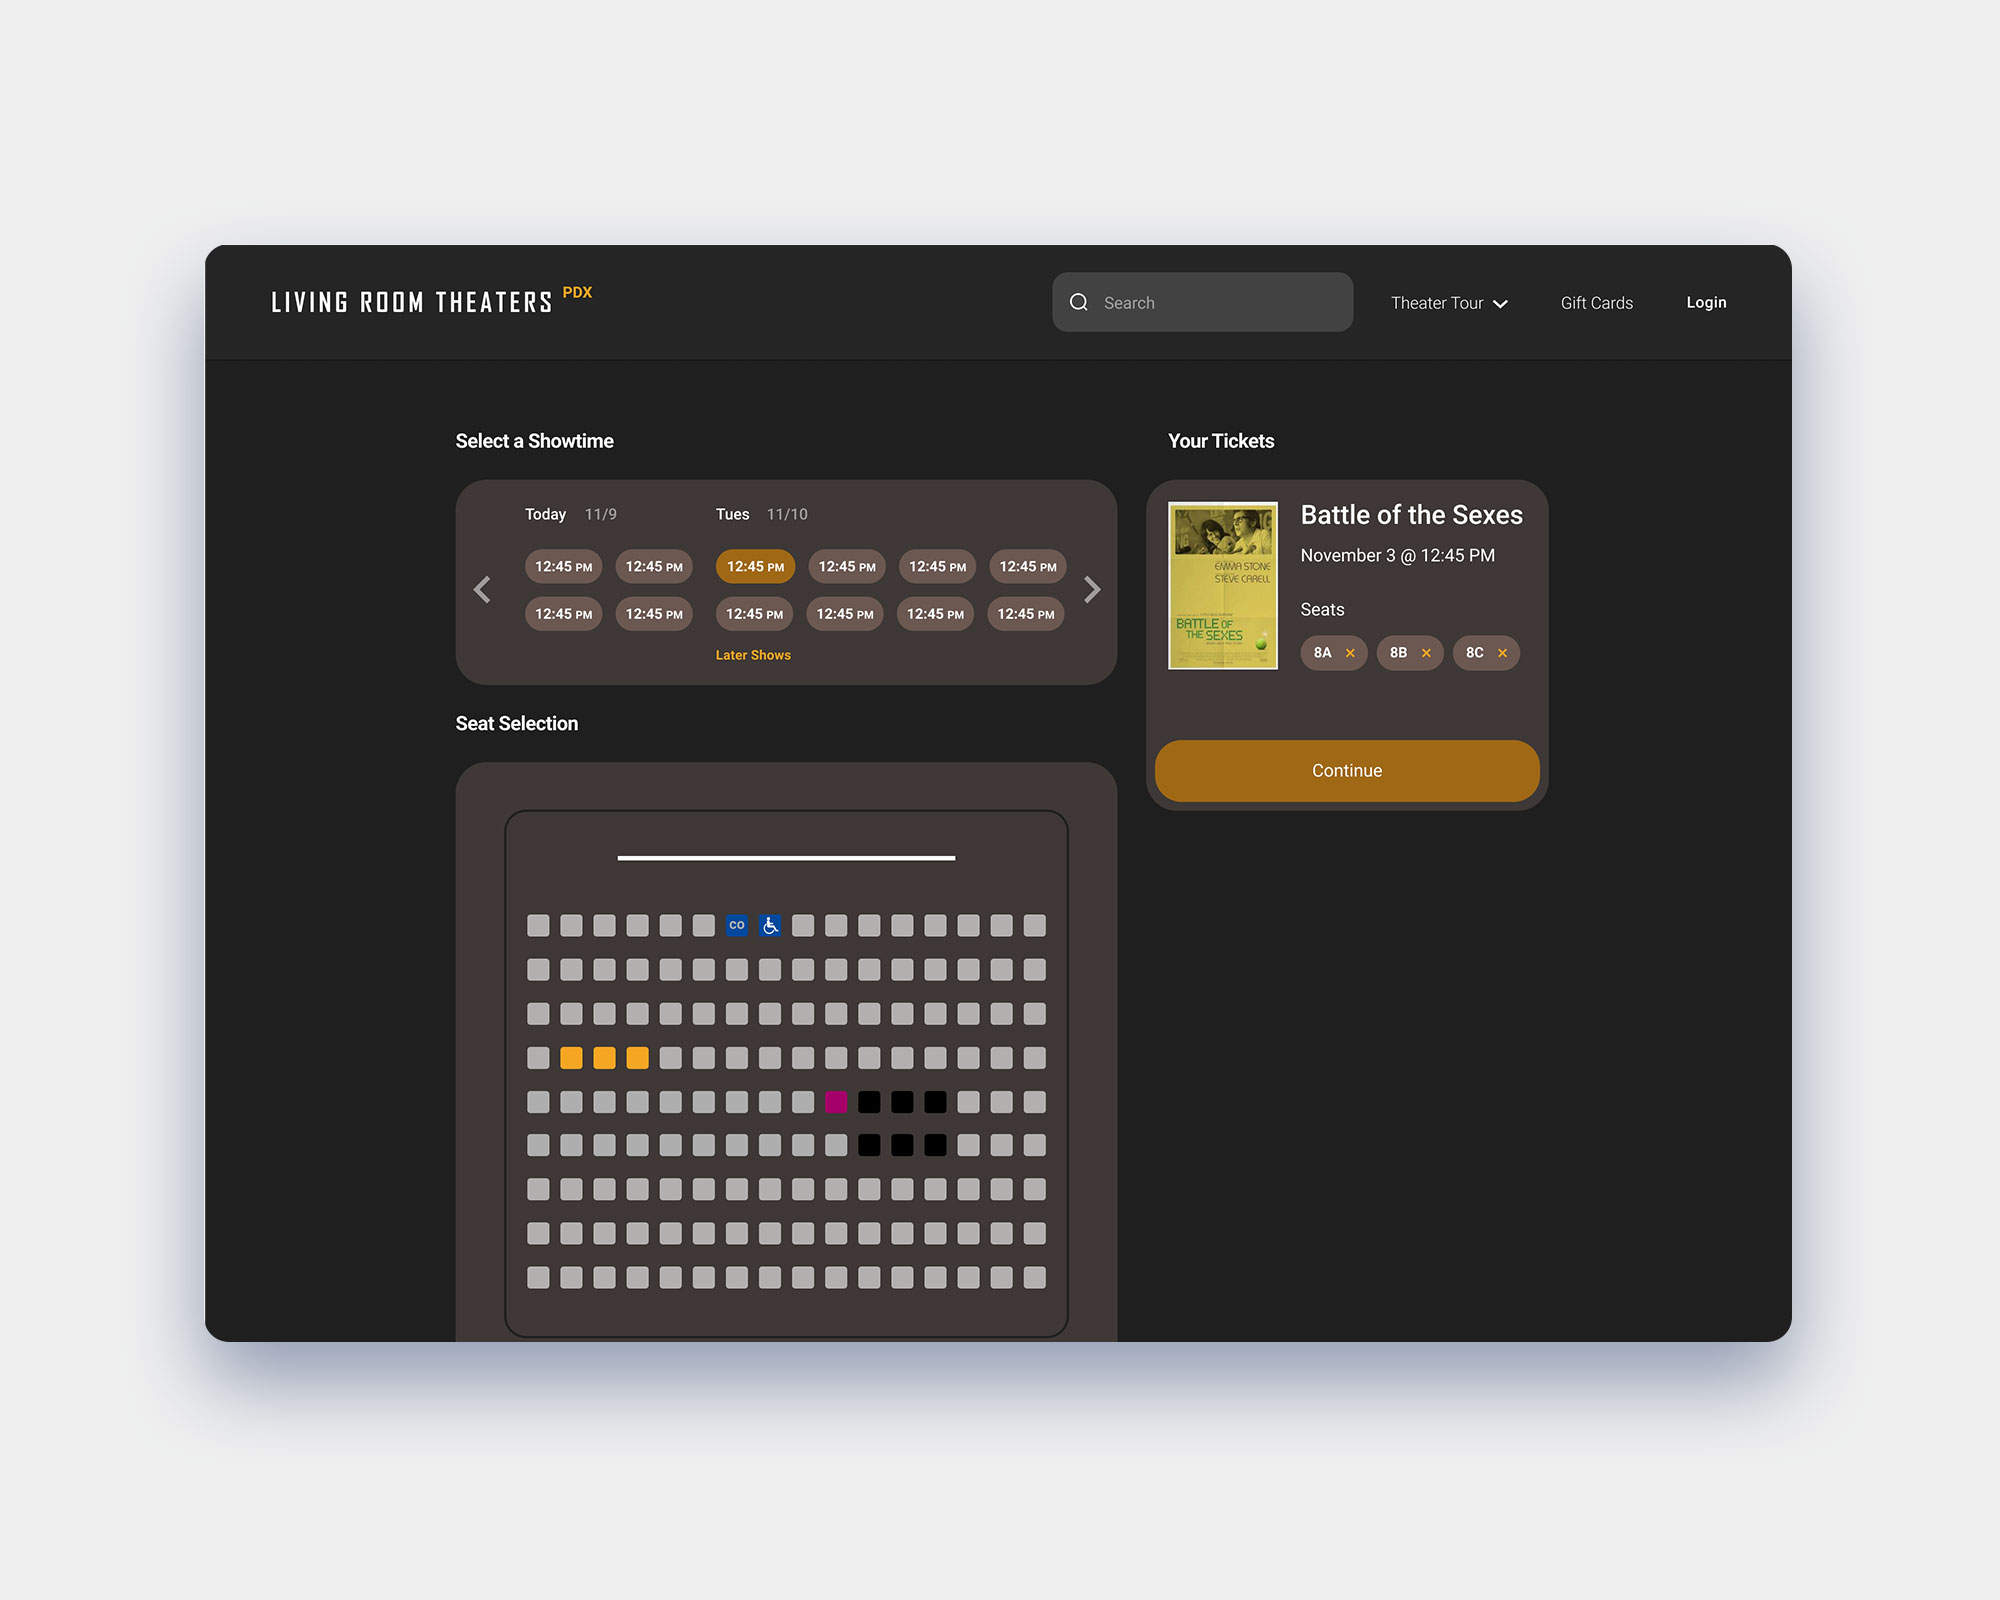 LIVING ROOM THEATERS PDX
Search
Theater Tour
Gift Cards
Login
Select a Showtime
Today 11/9
Tues 11/10
12:45 PM 12:45 PM 12:45 PM 12:45 PM 12:45 PM 12:45 PM
12:45 PM 12:45 PM 12:45 PM 12:45 PM 12:45 PM 12:45 PM
Later Shows
Seat Selection
CO
Your Tickets
EMMA STONE
STEVE CARELL
BATTLE OF
THE SEXES
Battle of the Sexes
November 3 @ 12:45 PM
Seats
8A × 8B × 8C ×
Continue